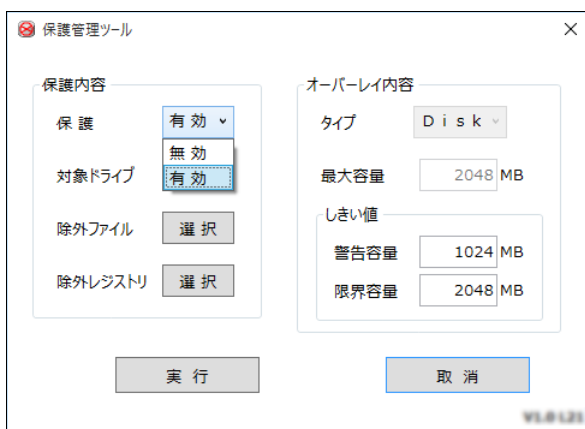 保護管理ツール
保護内容
保 護
有 効
無 効
有 効
対象ドライブ
除外ファイル
選 択
除外レジストリ
選 択
オーバーレイ内容
タイプ
Ｄｉｓｋ
最大容量
2048 MB
しきい値
警告容量
1024 MB
限界容量
2048 MB
実 行
取 消
V1.0 L21